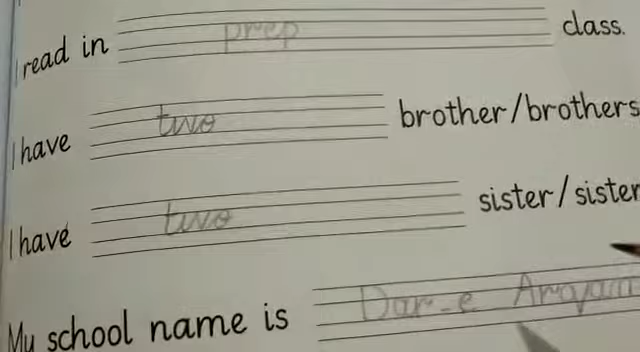 I read in prep class.
I have two brother/brothers
I have two sister/sister
My school name is Dar-e